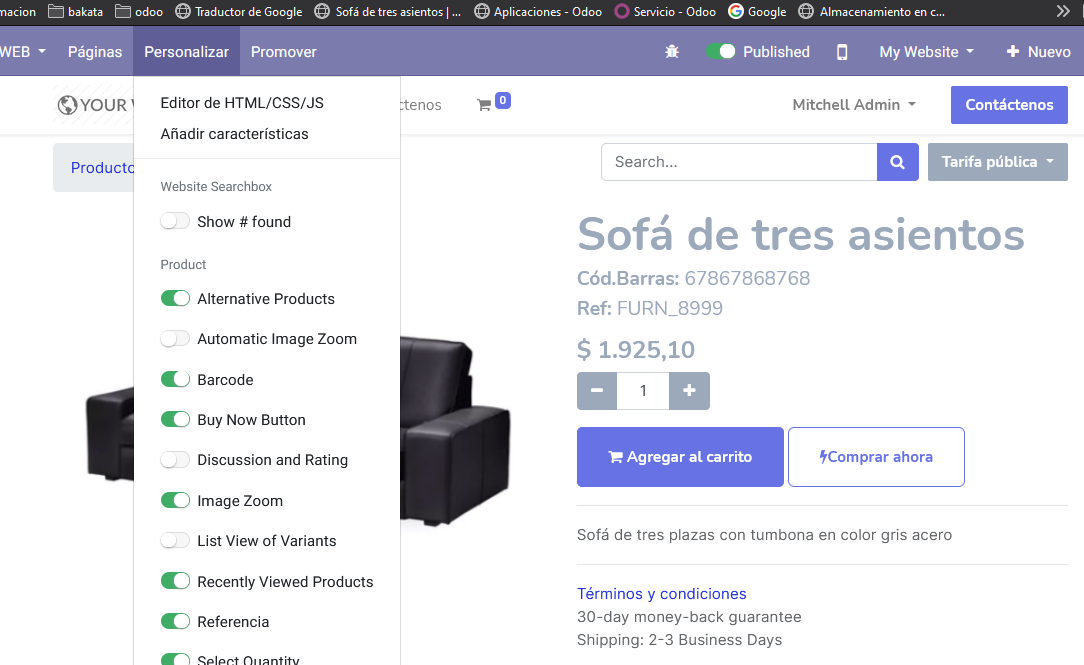 macion bakata odoo Traductor de Google Sofá de tres asientos | ... Aplicaciones - Odoo Servicio - Odoo Google Almacenamiento en c...
WEB Páginas Personalizar Promover Published My Website Nuevo
YOUR ctenos 0 Mitchell Admin Contáctenos
Editor de HTML/CSS/JS
Añadir características
Producto Search... Tarifa pública
Website Searchbox
Show # found
Product
Alternative Products
Automatic Image Zoom
Barcode
Buy Now Button
Discussion and Rating
Image Zoom
List View of Variants
Recently Viewed Products
Referencia
Select Quantity
Sofá de tres asientos
Cód.Barras: 67867868768
Ref: FURN_8999
$ 1.925,10
1
Agregar al carrito Comprar ahora
Sofá de tres plazas con tumbona en color gris acero
Términos y condiciones
30-day money-back guarantee
Shipping: 2-3 Business Days